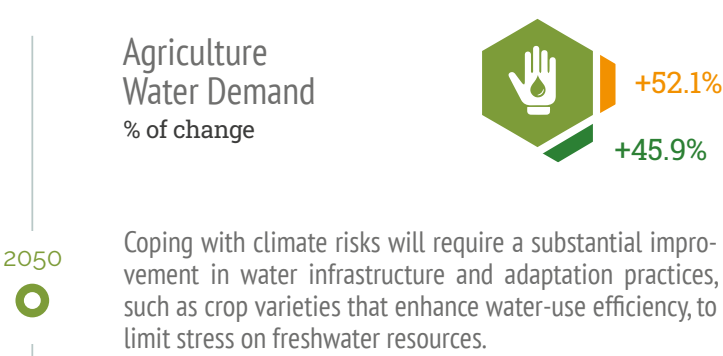 Agriculture
Water Demand
% of change
+52.1%
+45.9%
2050
Coping with climate risks will require a substantial impro-
vement in water infrastructure and adaptation practices,
such as crop varieties that enhance water-use efficiency, to
limit stress on freshwater resources.